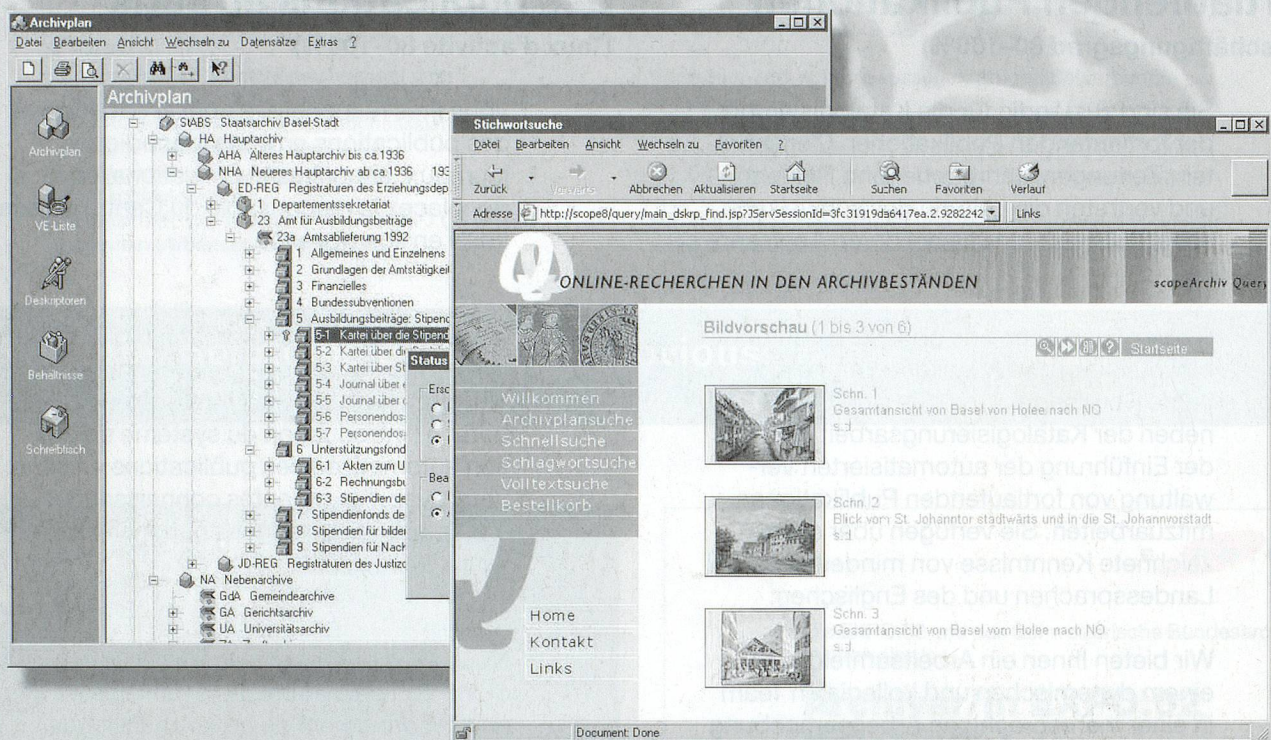 Archivplan
Datei Bearbeiten Ansicht Wechseln zu Datensätze Extras ?
Archivplan
Archivplan
VE-Liste
Deskriptoren
Behältnisse
Schreibtisch
StABS Staatsarchiv Basel-Stadt
HA Hauptarchiv
AHA Älteres Hauptarchiv bis ca. 1936
NHA Neueres Hauptarchiv ab ca. 1936 193
ED-REG Registraturen des Erziehungsdep
1 Departementssekretariat
23 Amt für Ausbildungsbeiträge
23a Amtsablieferung 1992
1 Allgemeines und Einzelnens
2 Grundlagen der Amtstätigkeit
3 Finanzielles
4 Bundessubventionen
5 Ausbildungsbeiträge: Stipend
5-1 Kartei über die Stipend
5-2 Kartei über die
5-3 Kartei über St
5-4 Journal über
5-5 Journal über
5-6 Personendos
5-7 Personendos
6 Unterstützungsfond
6-1 Akten zum U
6-2 Rechnungsbu
6-3 Stipendien de
7 Stipendienfonds de
8 Stipendien für bilder
9 Stipendien für Nach
JD-REG Registraturen des Justizd
NA Nebenarchive
GdA Gemeindearchive
GA Gerichtsarchiv
UA Universitätsarchiv
Status
Ersc
Bea
Stichwortsuche
Datei Bearbeiten Ansicht Wechseln zu Favoriten ?
Zurück Vorwärts Abbrechen Aktualisieren Startseite Suchen Favoriten Verlauf
Adresse http://scope8/query/main_dskrp_find.jsp?JServSessionId=3fc31919da6417ea.2.9282242 Links
ONLINE-RECHERCHEN IN DEN ARCHIVBESTÄNDEN
scopeArchiv Query
Willkommen
Archivplansuche
Schnellsuche
Schlagwortsuche
Volltextsuche
Bestellkorb
Home
Kontakt
Links
Bildvorschau (1 bis 3 von 6)
Startseite
Schn. 1
Gesamtansicht von Basel von Holee nach NO
s.d.
Schn. 2
Blick vom St. Johanntor stadtwärts und in die St. Johannvorstadt
s.d.
Schn. 3
Gesamtansicht von Basel vom Holee nach NO
s.d.
Document: Done